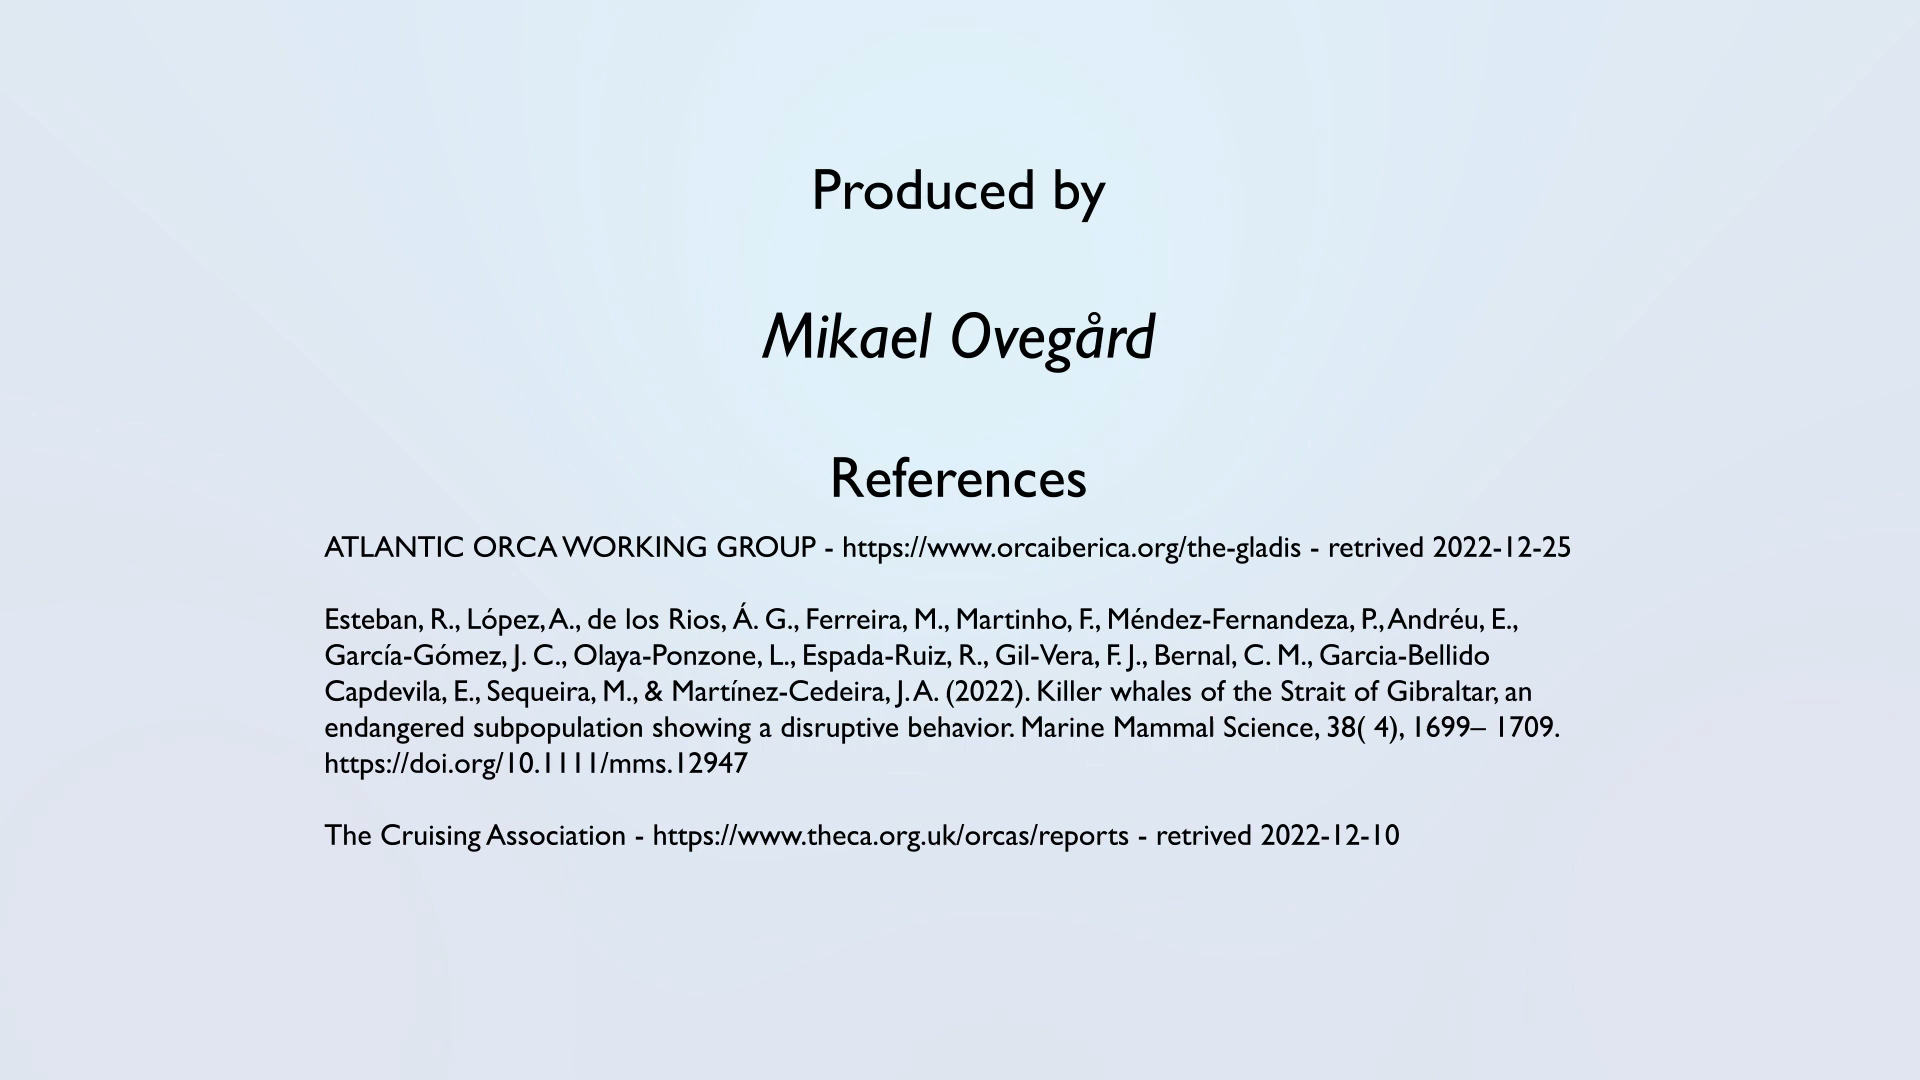 Produced by
Mikael Ovegård
References
ATLANTIC ORCA WORKING GROUP - https://www.orcaiberica.org/the-gladis - retrived 2022-12-25
Esteban, R., López, A., de los Rios, Á. G., Ferreira, M., Martinho, F., Méndez-Fernandeza, P., Andréu, E.,
García-Gómez, J. C., Olaya-Ponzone, L., Espada-Ruiz, R., Gil-Vera, F. J., Bernal, C. M., Garcia-Bellido
Capdevila, E., Sequeira, M., & Martínez-Cedeira, J. A. (2022). Killer whales of the Strait of Gibraltar, an
endangered subpopulation showing a disruptive behavior. Marine Mammal Science, 38( 4), 1699– 1709.
https://doi.org/10.1111/mms.12947
The Cruising Association - https://www.theca.org.uk/orcas/reports - retrived 2022-12-10